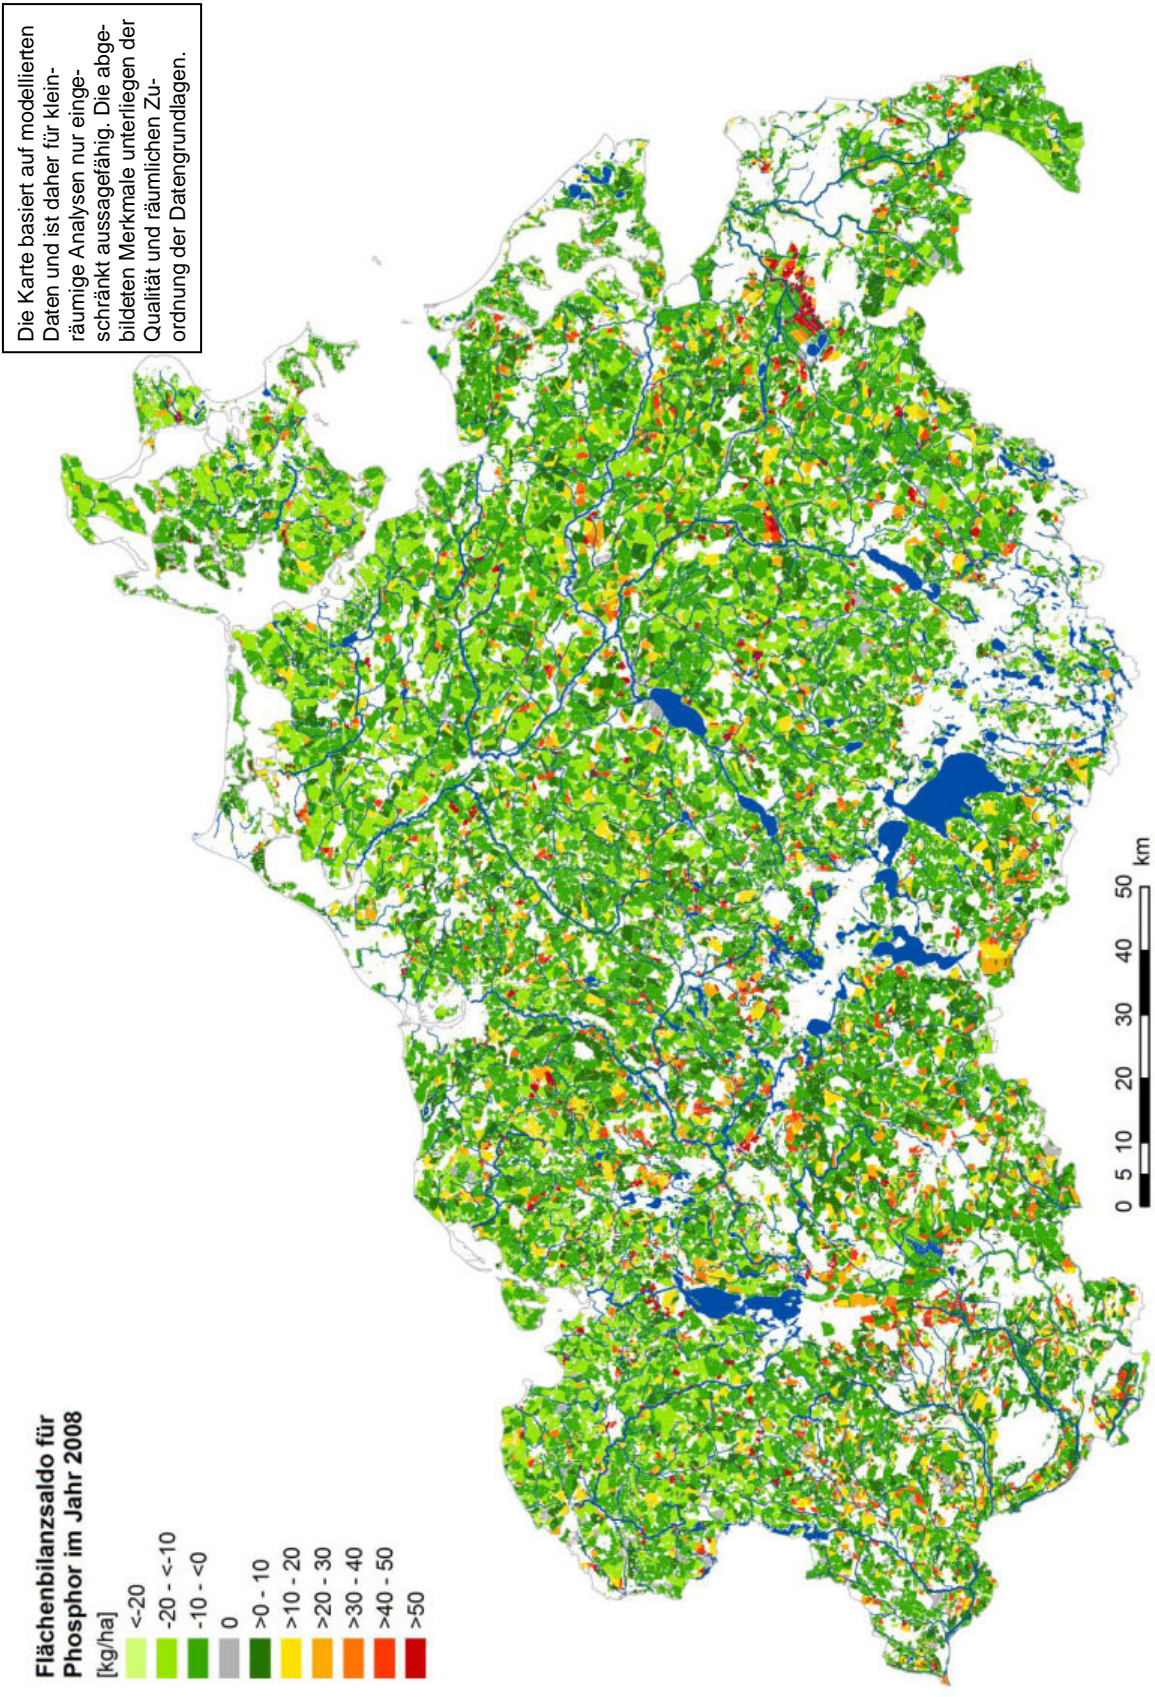 Die Karte basiert auf modellierten
Daten und ist daher für klein-
räumige Analysen nur einge-
schränkt aussagefähig. Die abge-
bildeten Merkmale unterliegen der
Qualität und räumlichen Zu-
ordnung der Datengrundlagen.
Flächenbilanzsaldo für
Phosphor im Jahr 2008
[kg/ha]
<-20
-20 - <-10
-10 - <0
0
>0 - 10
>10 - 20
>20 - 30
>30 - 40
>40 - 50
>50
0 5 10 20 30 40 50 km